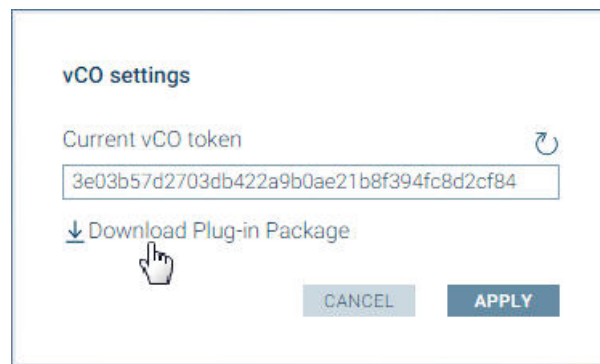 vCO settings
Current vCO token
3e03b57d2703db422a9b0ae21b8f394fc8d2cf84
Download Plug-in Package
CANCEL
APPLY